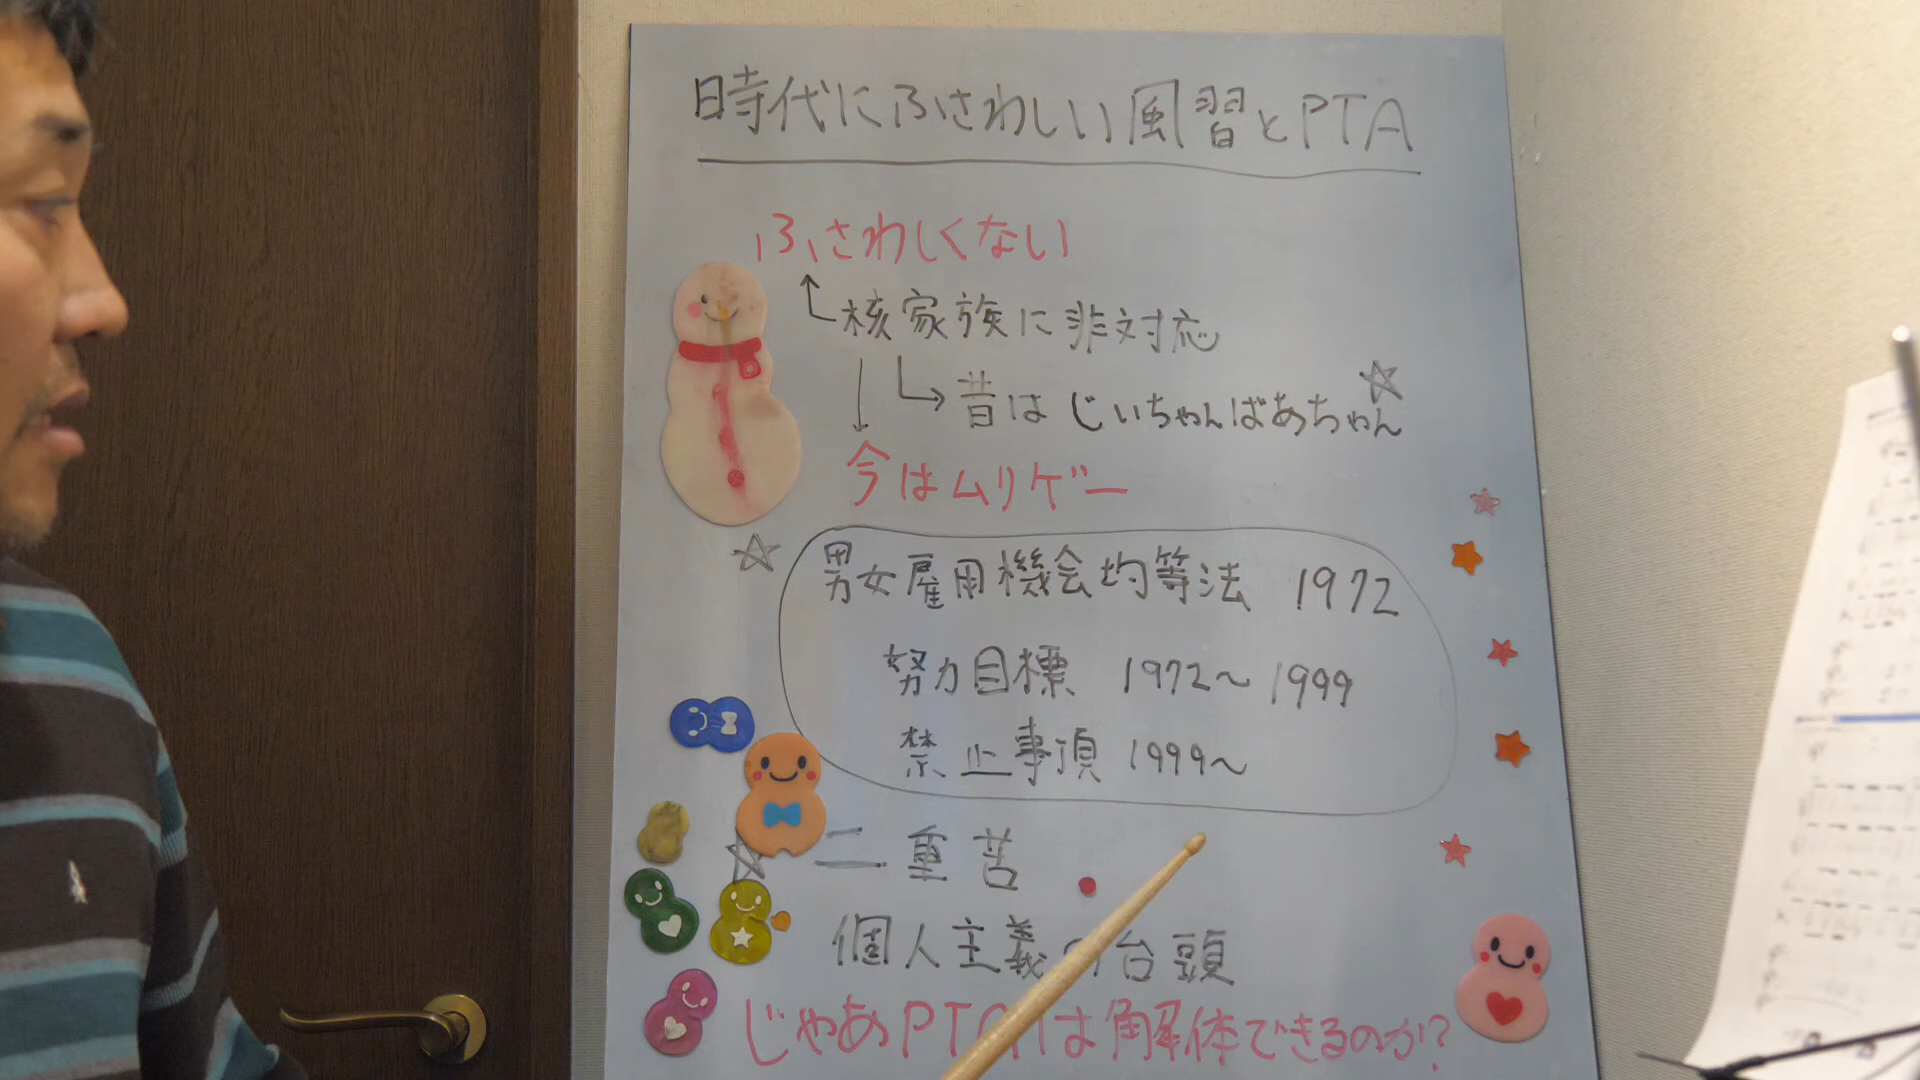 時代にふさわしい風習とPTA
ふさわしくない
核家族に非対応
昔はじいちゃんばあちゃん
今はムリゲー
男女雇用機会均等法 1972
努力目標 1972〜1999
禁止事項 1999〜
二重苦
個人主義の台頭
じゃあPTAは解体できるのか?